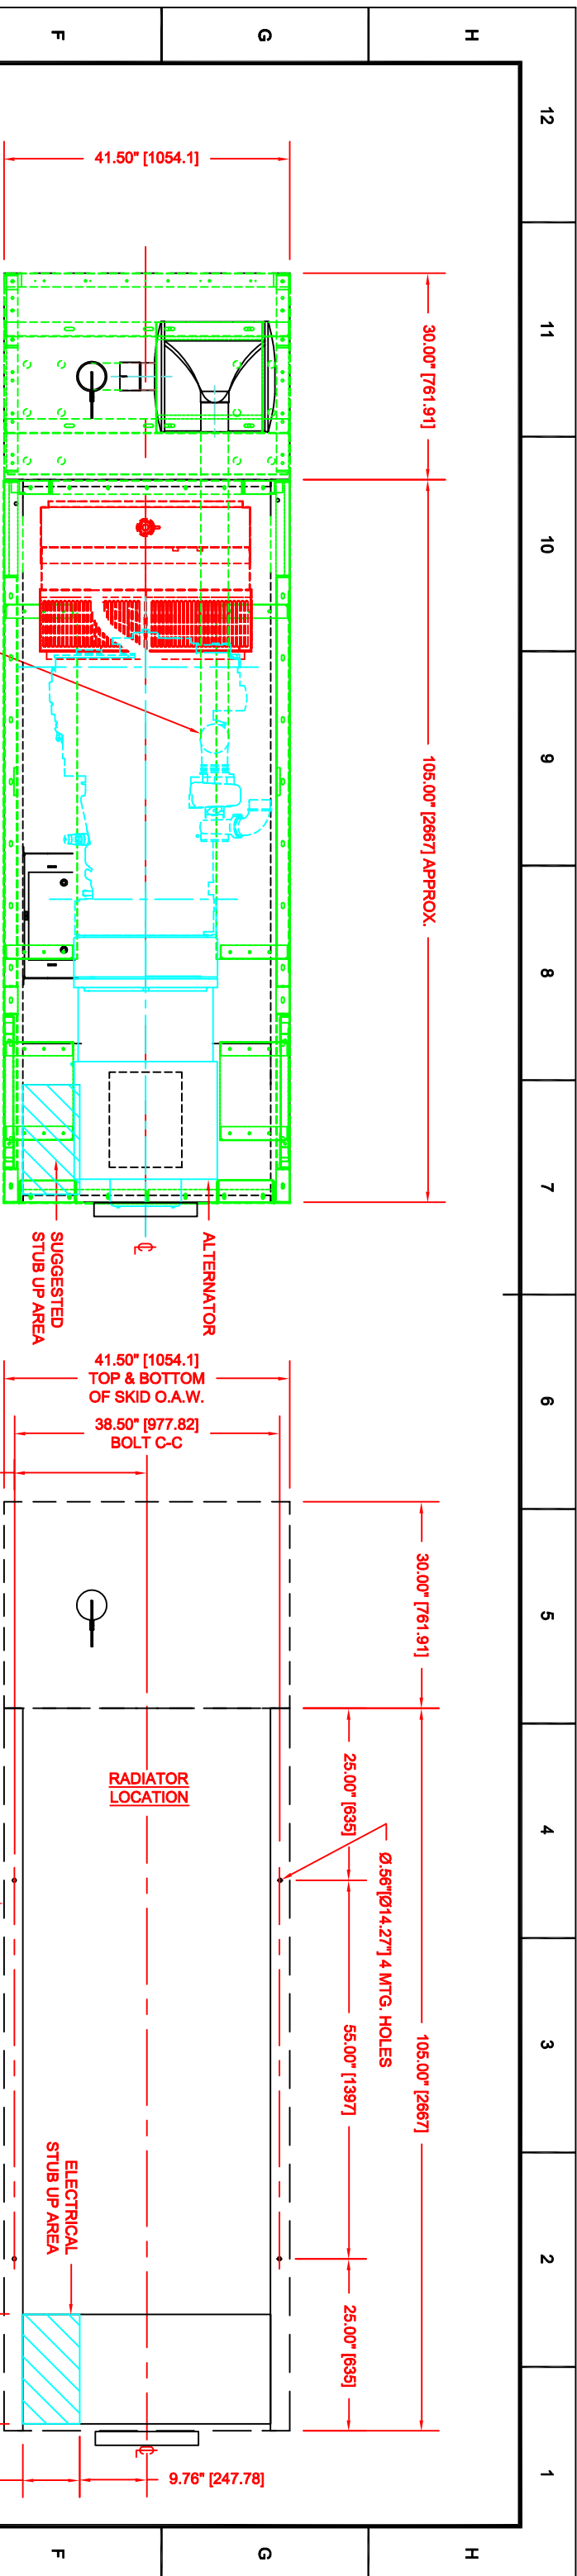 H
G
F
12
11
10
9
8
7
6
5
4
3
2
1
41.50" [1054.1]
30.00" [761.91]
105.00" [2667] APPROX.
ALTERNATOR
SUGGESTED
STUB UP AREA
41.50" [1054.1]
TOP & BOTTOM
OF SKID O.A.W.
38.50" [977.82]
BOLT C-C
30.00" [761.91]
105.00" [2667]
25.00" [635]
Ø.56"[Ø14.27"] 4 MTG. HOLES
55.00" [1397]
25.00" [635]
RADIATOR
LOCATION
ELECTRICAL
STUB UP AREA
9.76" [247.78]
H
G
F